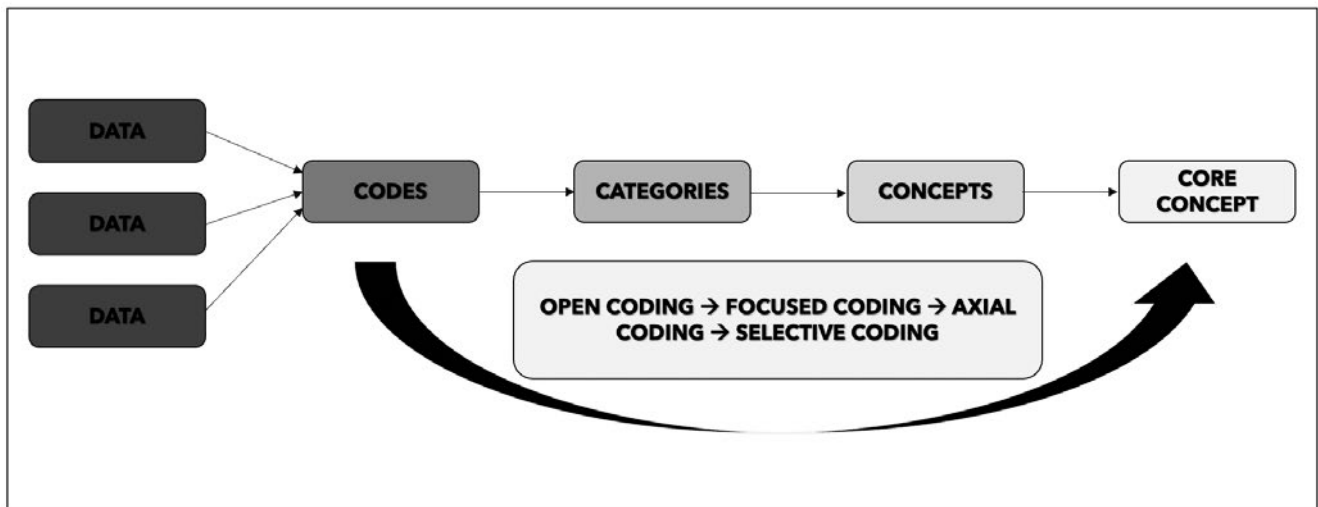 DATA
DATA
DATA
CODES
CATEGORIES
CONCEPTS
CORE
CONCEPT
OPEN CODING → FOCUSED CODING → AXIAL
CODING → SELECTIVE CODING